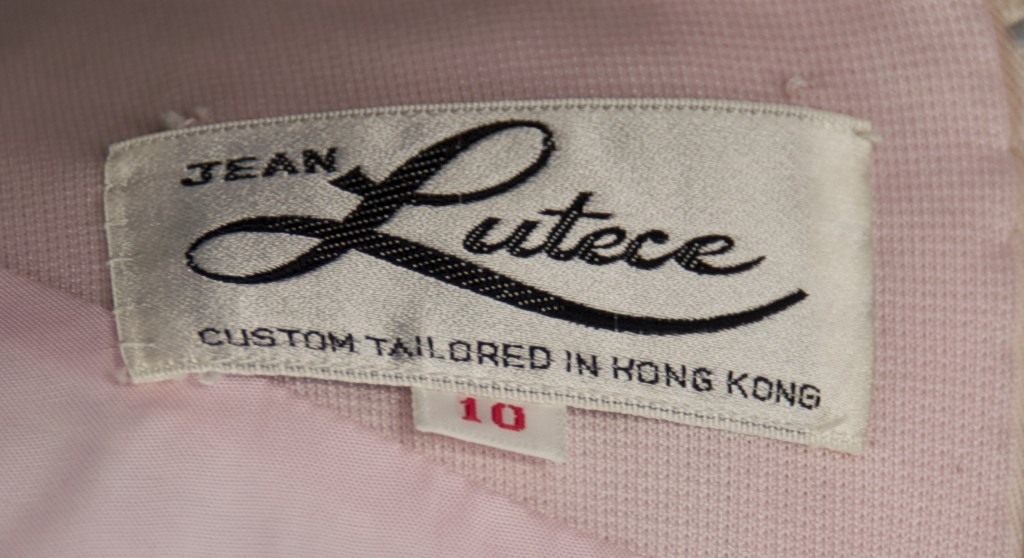 JEAN
Lutece
CUSTOM TAILORED IN HONG KONG
10